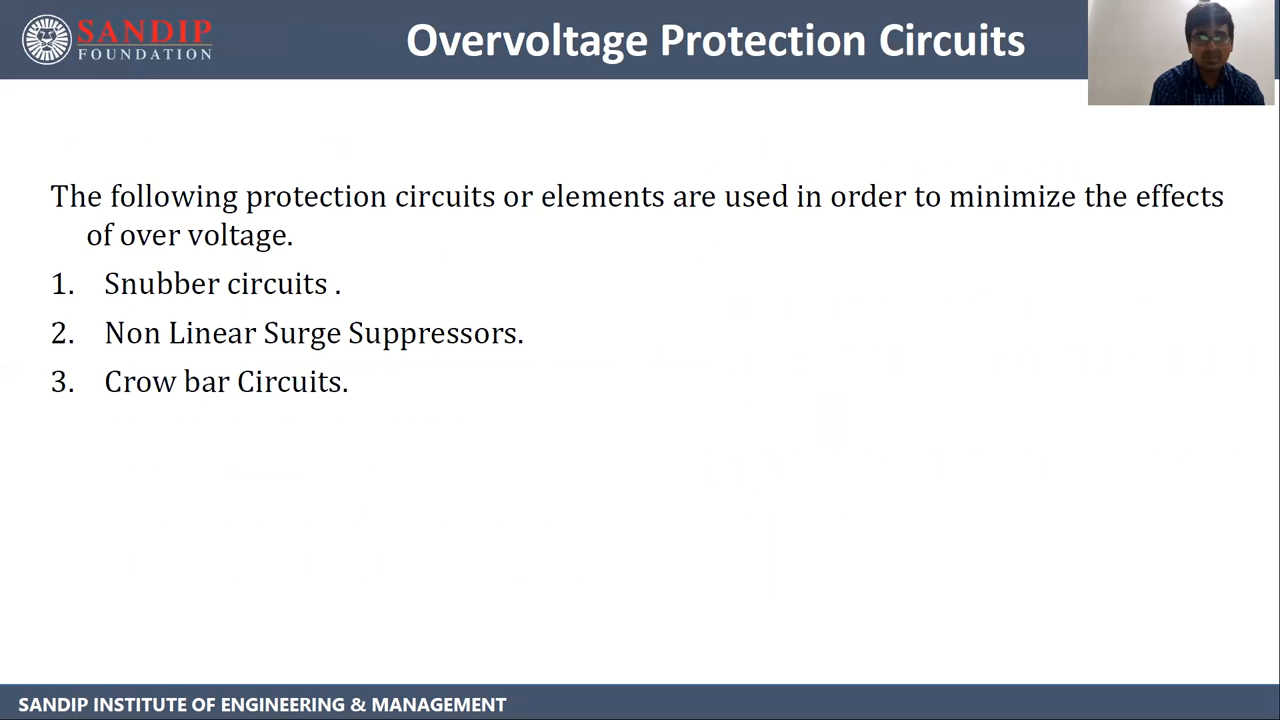 SANDIP
FOUNDATION
Overvoltage Protection Circuits
The following protection circuits or elements are used in order to minimize the effects
of over voltage.
1. Snubber circuits .
2. Non Linear Surge Suppressors.
3. Crow bar Circuits.
SANDIP INSTITUTE OF ENGINEERING & MANAGEMENT